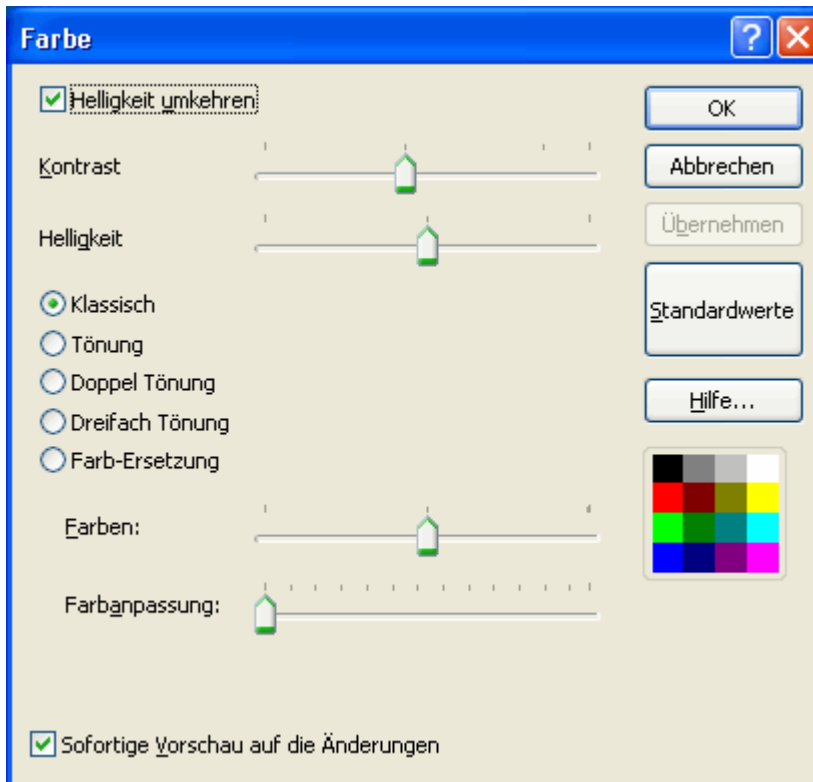 Farbe
Helligkeit umkehren
OK
Kontrast
Abbrechen
Helligkeit
Übernehmen
Klassisch
Standardwerte
Tönung
Doppel Tönung
Hilfe...
Dreifach Tönung
Farb-Ersetzung
Farben:
Farbanpassung:
Sofortige Vorschau auf die Änderungen